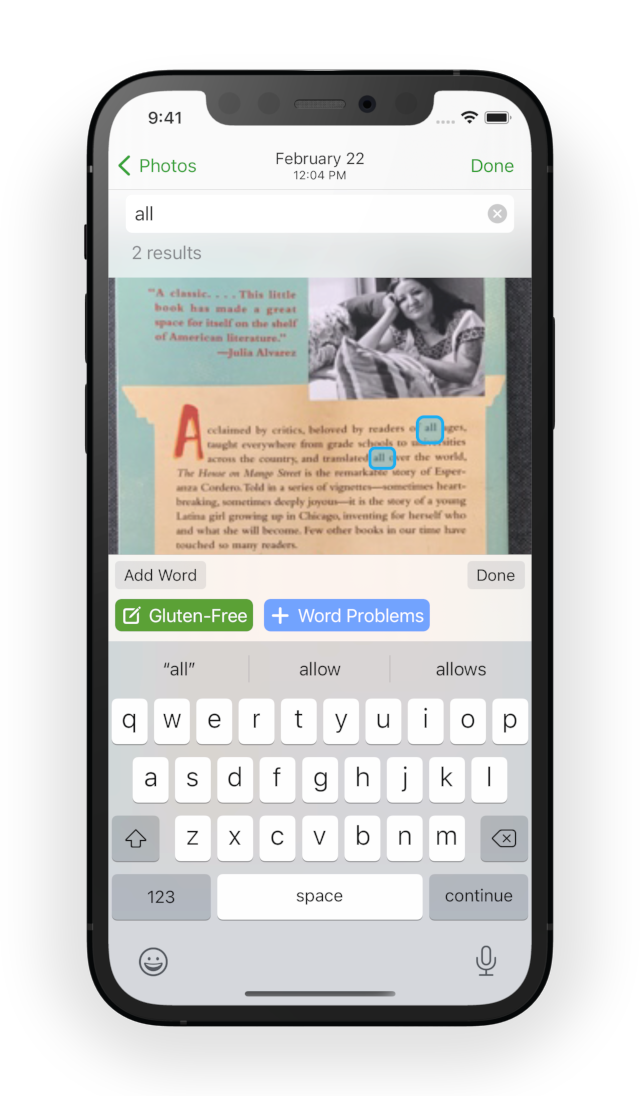 9:41
Photos
February 22
12:04 PM
Done
all
2 results
"A classic. . . . This little
book has made a great
space for itself on the shelf
of American literature."
—Julia Alvarez
Acclaimed by critics, beloved by readers of all ages,
taught everywhere from grade schools to universities
across the country, and translated all over the world,
The House on Mango Street is the remarkable story of Esper-
anza Cordero. Told in a series of vignettes—sometimes heart-
breaking, sometimes deeply joyous—it is the story of a young
Latina girl growing up in Chicago, inventing for herself who
and what she will become. Few other books in our time have
touched so many readers.
Add Word
Done
Gluten-Free
Word Problems
“all”
allow
allows
q w e r t y u i o p
a s d f g h j k l
z x c v b n m
123
space
continue